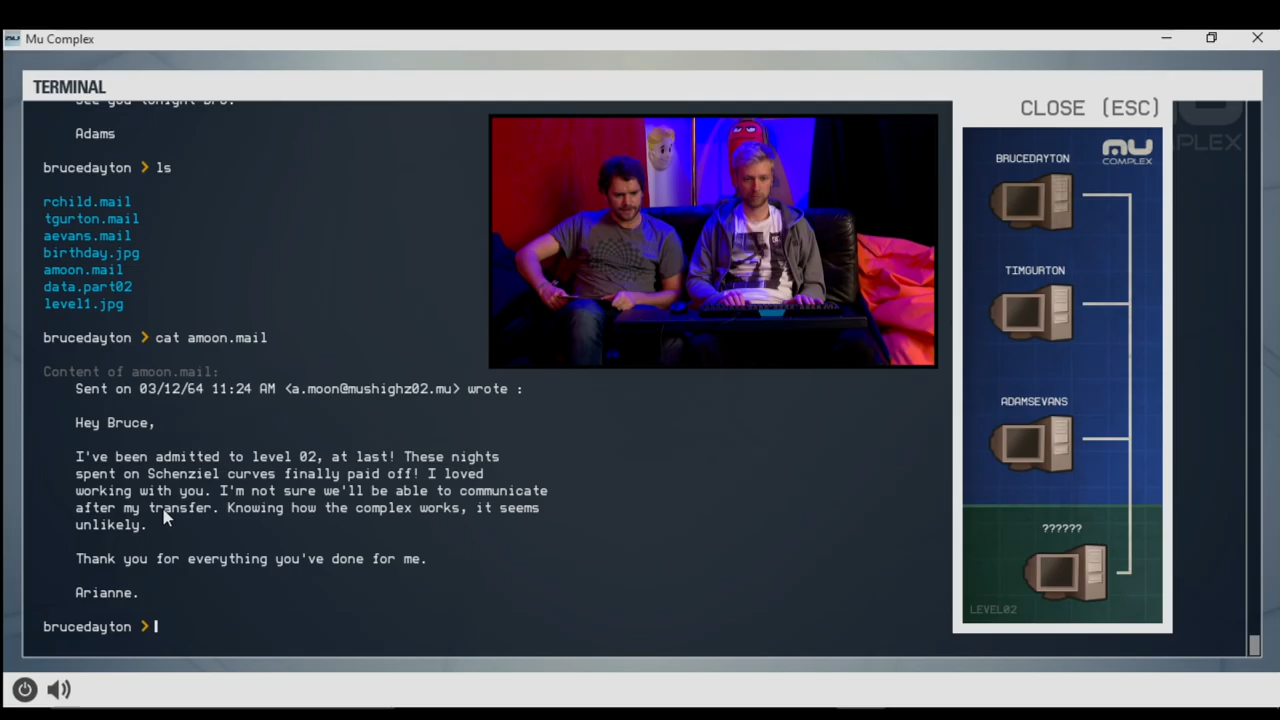 Mu Complex
TERMINAL
see you tonight bro.
Adams
brucedayton > ls
rchild.mail
tgurton.mail
aevans.mail
birthday.jpg
amoon.mail
data.part02
level1.jpg
brucedayton > cat amoon.mail
Content of amoon.mail:
Sent on 03/12/64 11:24 AM <a.moon@mushighz02.mu> wrote :
Hey Bruce,
I've been admitted to level 02, at last! These nights
spent on Schenziel curves finally paid off! I loved
working with you. I'm not sure we'll be able to communicate
after my transfer. Knowing how the complex works, it seems
unlikely.
Thank you for everything you've done for me.
Arianne.
brucedayton >
CLOSE (ESC)
MU
COMPLEX
PLEX
BRUCEDAYTON
TIMGURTON
ADAMSEVANS
??????
LEVEL02